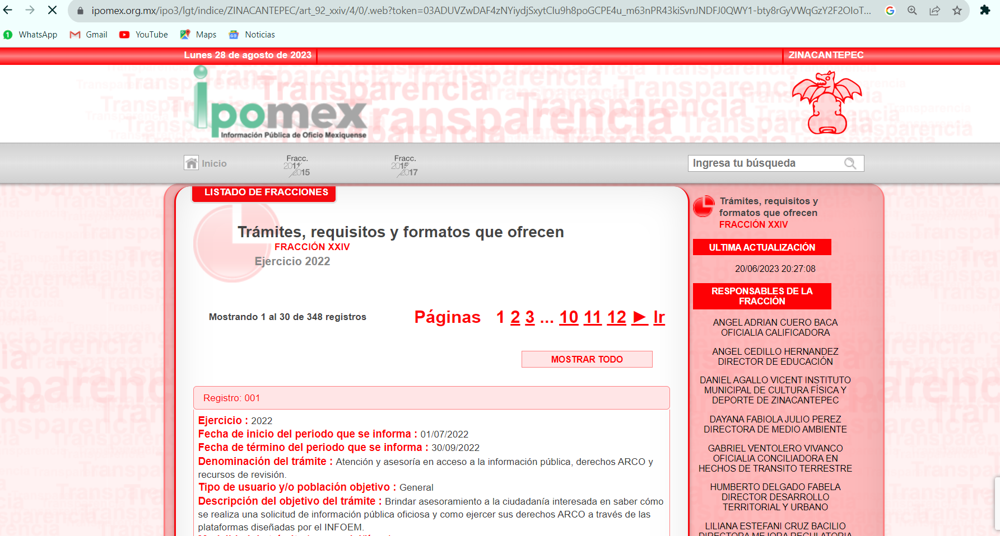 ipomex.org.mx/ipo3/lgt/indice/ZINACANTEPEC/art_92_xxiv/4/0/.web?token=03ADUVZwDAF4zNYiydjSxytCIu9h8poGCPE4u_m63nPR43kiSvnJNDFJ0QWY1-bty8rGyVWqGzY2F2OIoT...
WhatsApp Gmail YouTube Maps Noticias
Lunes 28 de agosto de 2023 ZINACANTEPEC
ipomex
Información Pública de Oficio Mexiquense
Transparencia
Inicio
Fracc.
2011/2015
Fracc.
2015/2017
Ingresa tu búsqueda
LISTADO DE FRACCIONES
Trámites, requisitos y formatos que ofrecen
FRACCIÓN XXIV
Ejercicio 2022
Mostrando 1 al 30 de 348 registros
Páginas 1 2 3 ... 10 11 12 ► Ir
MOSTRAR TODO
Registro: 001
Ejercicio : 2022
Fecha de inicio del periodo que se informa : 01/07/2022
Fecha de término del periodo que se informa : 30/09/2022
Denominación del trámite : Atención y asesoría en acceso a la información pública, derechos ARCO y
recursos de revisión.
Tipo de usuario y/o población objetivo : General
Descripción del objetivo del trámite : Brindar asesoramiento a la ciudadanía interesada en saber cómo
se realiza una solicitud de información pública oficiosa y como ejercer sus derechos ARCO a través de las
plataformas diseñadas por el INFOEM.
Trámites, requisitos y
formatos que ofrecen
FRACCIÓN XXIV
ULTIMA ACTUALIZACIÓN
20/06/2023 20:27:08
RESPONSABLES DE LA
FRACCIÓN
ANGEL ADRIAN CUERO BACA
OFICIALIA CALIFICADORA
ANGEL CEDILLO HERNANDEZ
DIRECTOR DE EDUCACIÓN
DANIEL AGALLO VICENT INSTITUTO
MUNICIPAL DE CULTURA FÍSICA Y
DEPORTE DE ZINACANTEPEC
DAYANA FABIOLA JULIO PEREZ
DIRECTORA DE MEDIO AMBIENTE
GABRIEL VENTOLERO VIVANCO
OFICIALIA CONCILIADORA EN
HECHOS DE TRANSITO TERRESTRE
HUMBERTO DELGADO FABELA
DIRECTOR DESARROLLO
TERRITORIAL Y URBANO
LILIANA ESTEFANI CRUZ BACILIO
DIRECTORA MEJORA REGULATORIA